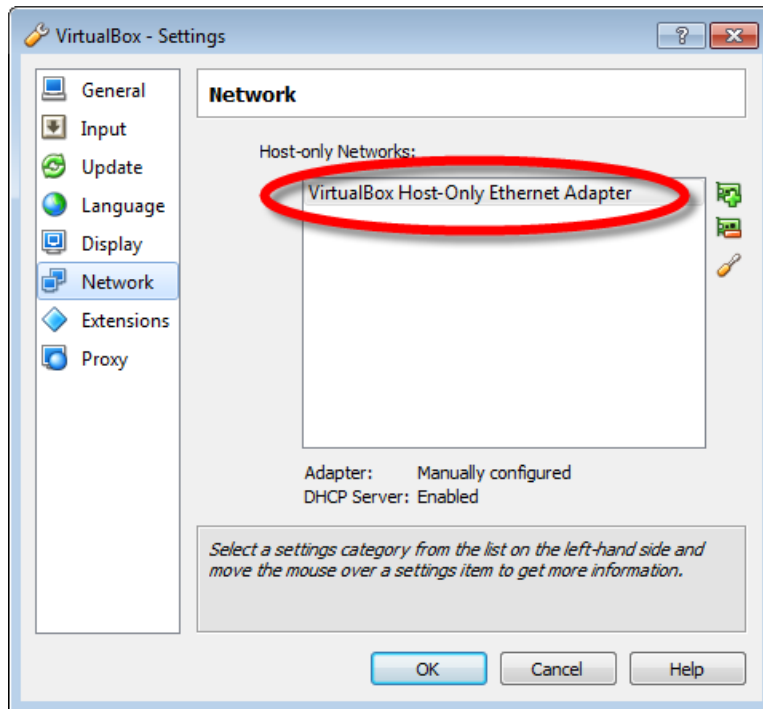 VirtualBox - Settings
General
Input
Update
Language
Display
Network
Extensions
Proxy
Network
Host-only Networks:
VirtualBox Host-Only Ethernet Adapter
Adapter: Manually configured
DHCP Server: Enabled
Select a settings category from the list on the left-hand side and
move the mouse over a settings item to get more information.
OK Cancel Help